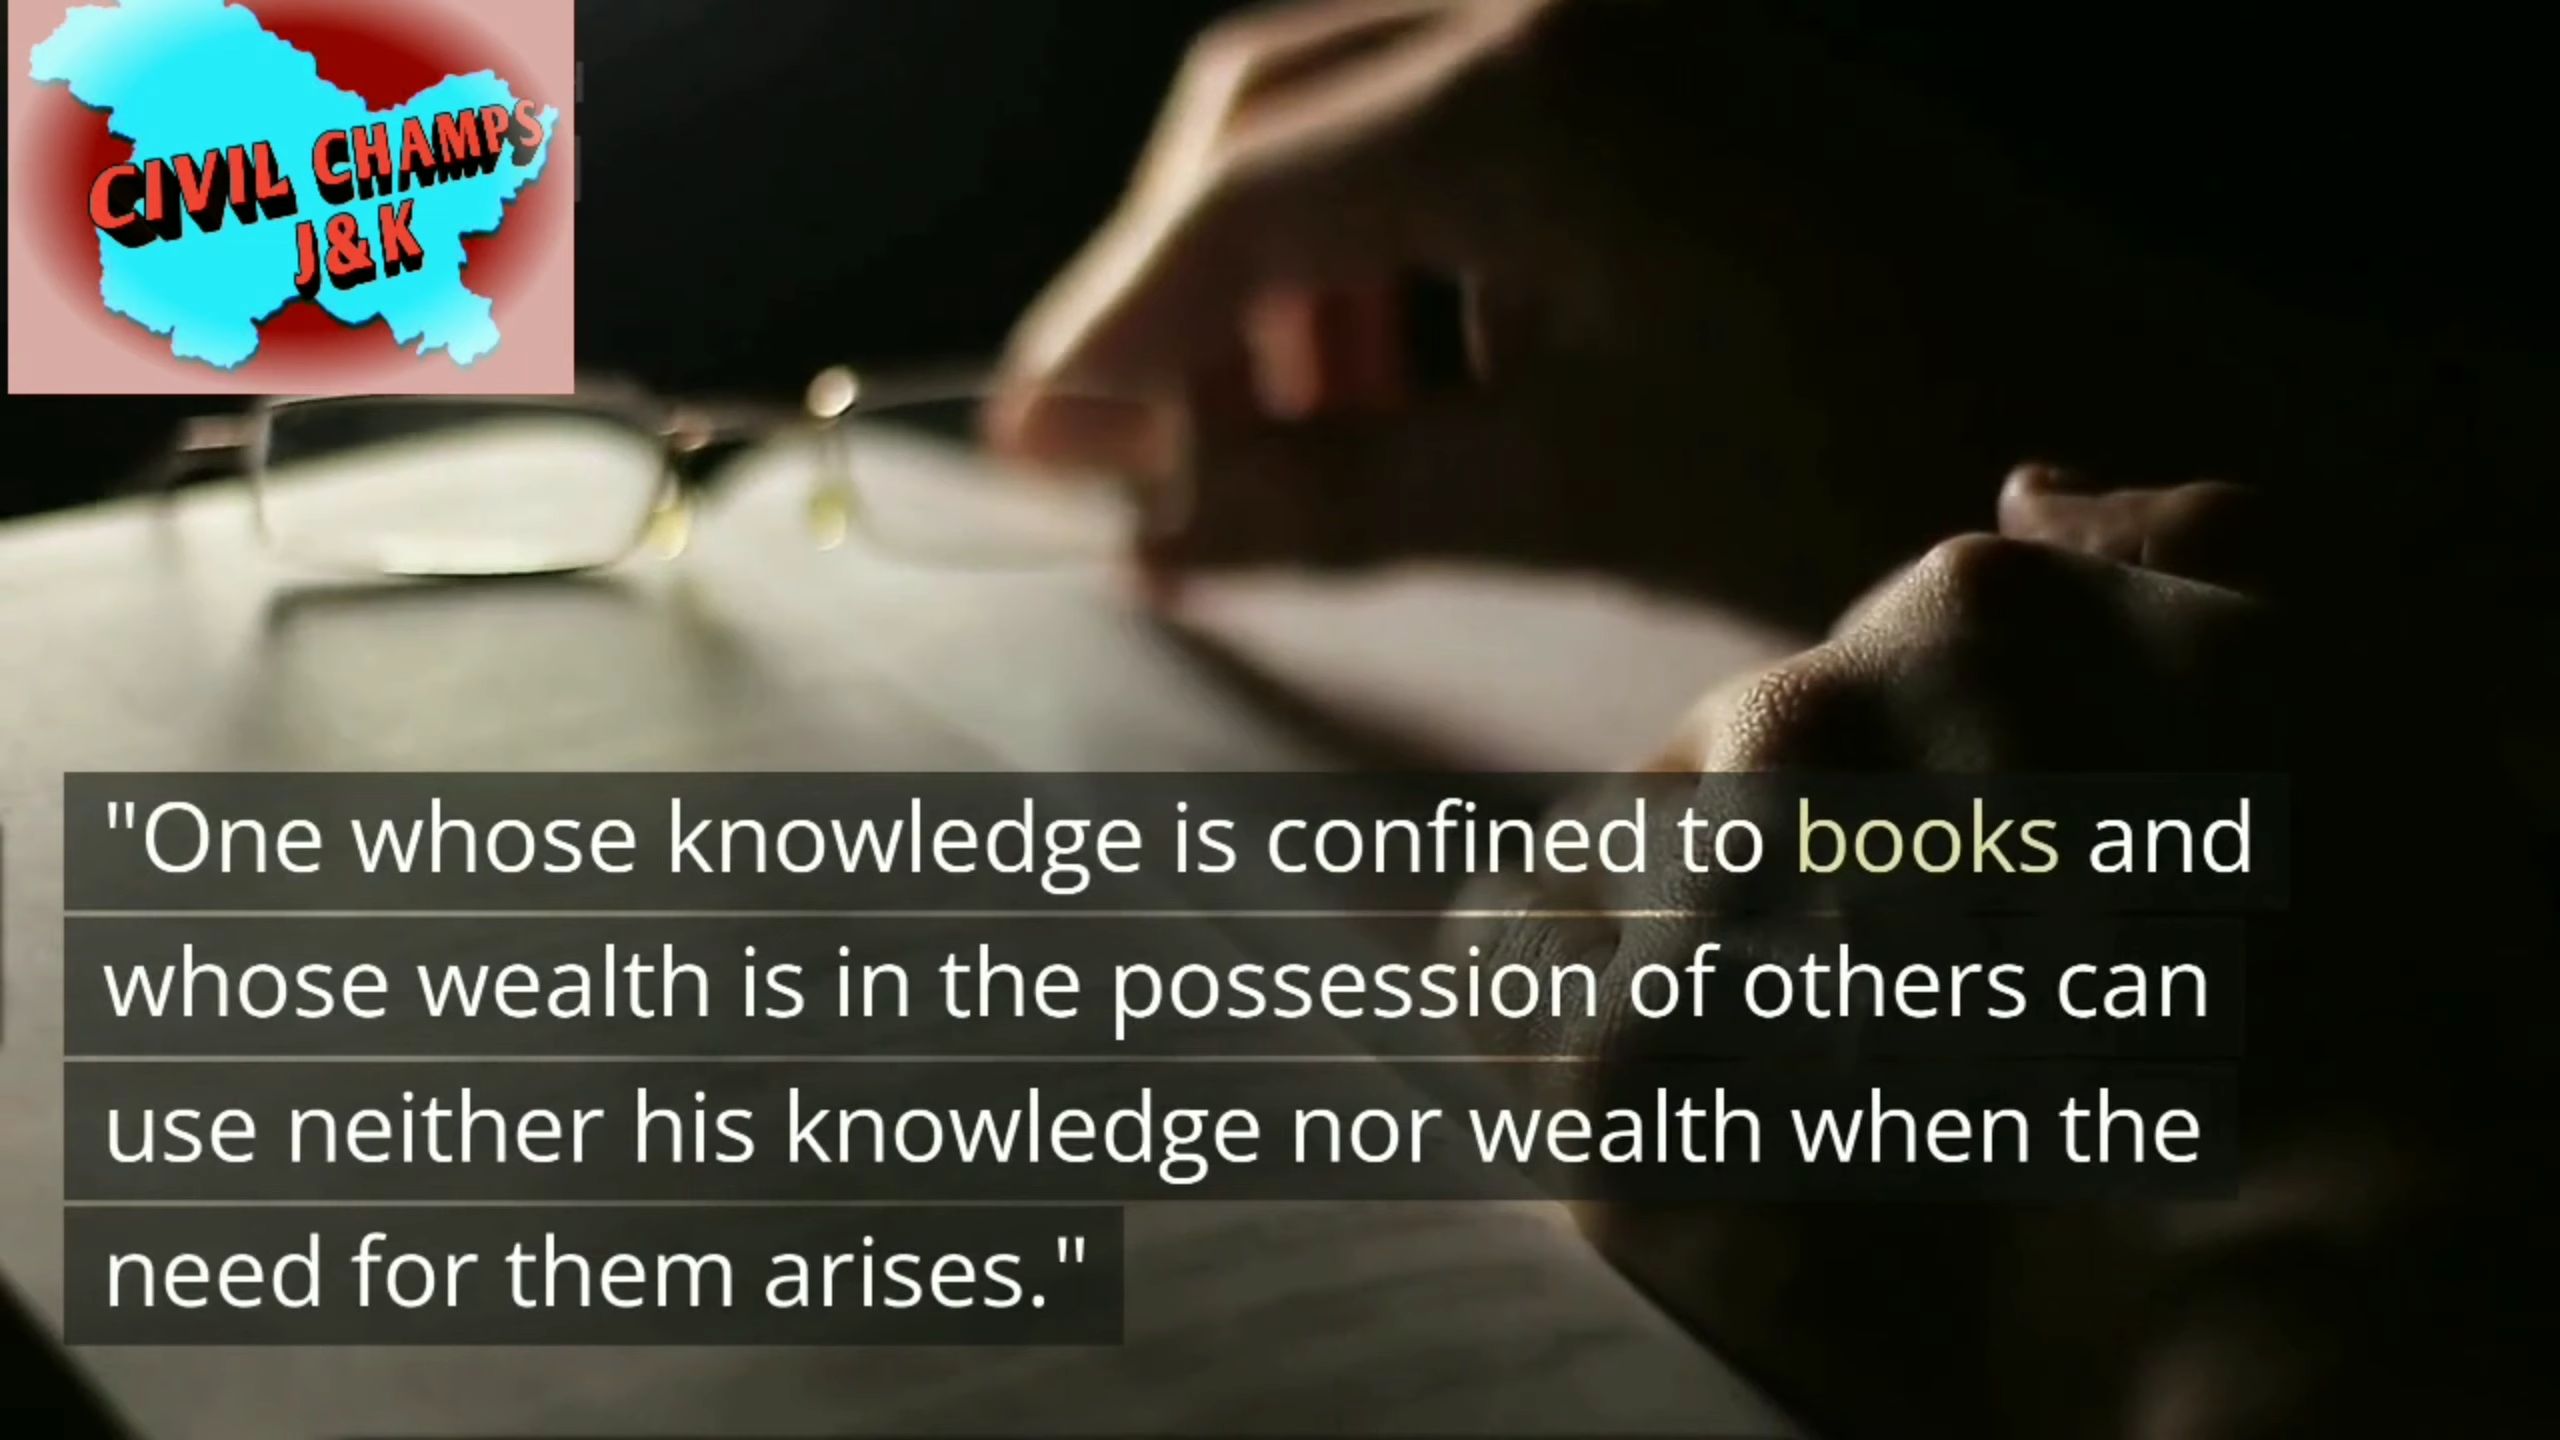 CIVIL CHAMPS
J&K
"One whose knowledge is confined to books and
whose wealth is in the possession of others can
use neither his knowledge nor wealth when the
need for them arises."